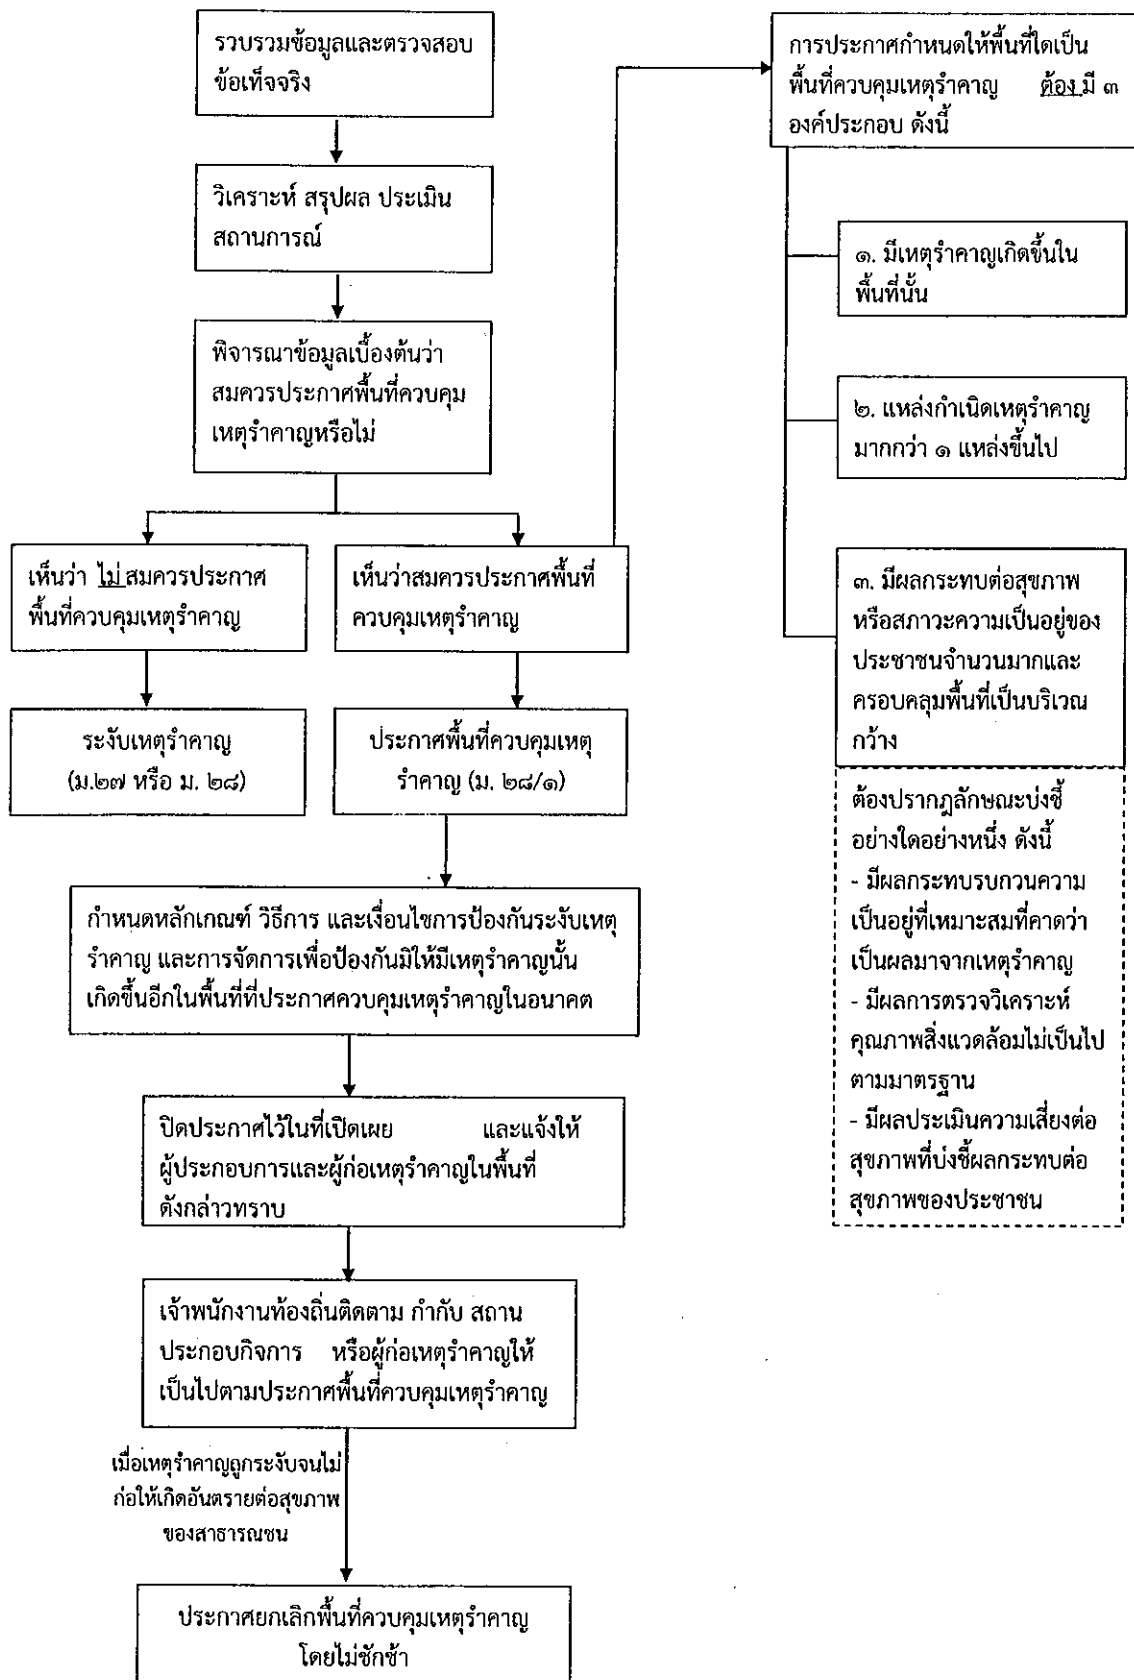 รวบรวมข้อมูลและตรวจสอบ
ข้อเท็จจริง
วิเคราะห์ สรุปผล ประเมิน
สถานการณ์
พิจารณาข้อมูลเบื้องต้นว่า
สมควรประกาศพื้นที่ควบคุม
เหตุรำคาญหรือไม่
เห็นว่า ไม่สมควรประกาศ
พื้นที่ควบคุมเหตุรำคาญ
เห็นว่าสมควรประกาศพื้นที่
ควบคุมเหตุรำคาญ
ระงับเหตุรำคาญ
(ม.๒๗ หรือ ม. ๒๘)
ประกาศพื้นที่ควบคุมเหตุ
รำคาญ (ม. ๒๘/๑)
กำหนดหลักเกณฑ์ วิธีการ และเงื่อนไขการป้องกันระงับเหตุ
รำคาญ และการจัดการเพื่อป้องกันมิให้มีเหตุรำคาญนั้น
เกิดขึ้นอีกในพื้นที่ที่ประกาศควบคุมเหตุรำคาญในอนาคต
ปิดประกาศไว้ในที่เปิดเผย และแจ้งให้
ผู้ประกอบการและผู้ก่อเหตุรำคาญในพื้นที่
ดังกล่าวทราบ
เจ้าพนักงานท้องถิ่นติดตาม กำกับ สถาน
ประกอบกิจการ หรือผู้ก่อเหตุรำคาญให้
เป็นไปตามประกาศพื้นที่ควบคุมเหตุรำคาญ
เมื่อเหตุรำคาญถูกระงับจนไม่
ก่อให้เกิดอันตรายต่อสุขภาพ
ของสาธารณชน
ประกาศยกเลิกพื้นที่ควบคุมเหตุรำคาญ
โดยไม่ชักช้า
การประกาศกำหนดให้พื้นที่ใดเป็น
พื้นที่ควบคุมเหตุรำคาญ ต้องมี ๓
องค์ประกอบ ดังนี้
๑. มีเหตุรำคาญเกิดขึ้นใน
พื้นที่นั้น
๒. แหล่งกำเนิดเหตุรำคาญ
มากกว่า ๑ แหล่งขึ้นไป
๓. มีผลกระทบต่อสุขภาพ
หรือสภาวะความเป็นอยู่ของ
ประชาชนจำนวนมากและ
ครอบคลุมพื้นที่เป็นบริเวณ
กว้าง
ต้องปรากฏลักษณะบ่งชี้
อย่างใดอย่างหนึ่ง ดังนี้
- มีผลกระทบรบกวนความ
เป็นอยู่ที่เหมาะสมที่คาดว่า
เป็นผลมาจากเหตุรำคาญ
- มีผลการตรวจวิเคราะห์
คุณภาพสิ่งแวดล้อมไม่เป็นไป
ตามมาตรฐาน
- มีผลประเมินความเสี่ยงต่อ
สุขภาพที่บ่งชี้ผลกระทบต่อ
สุขภาพของประชาชน